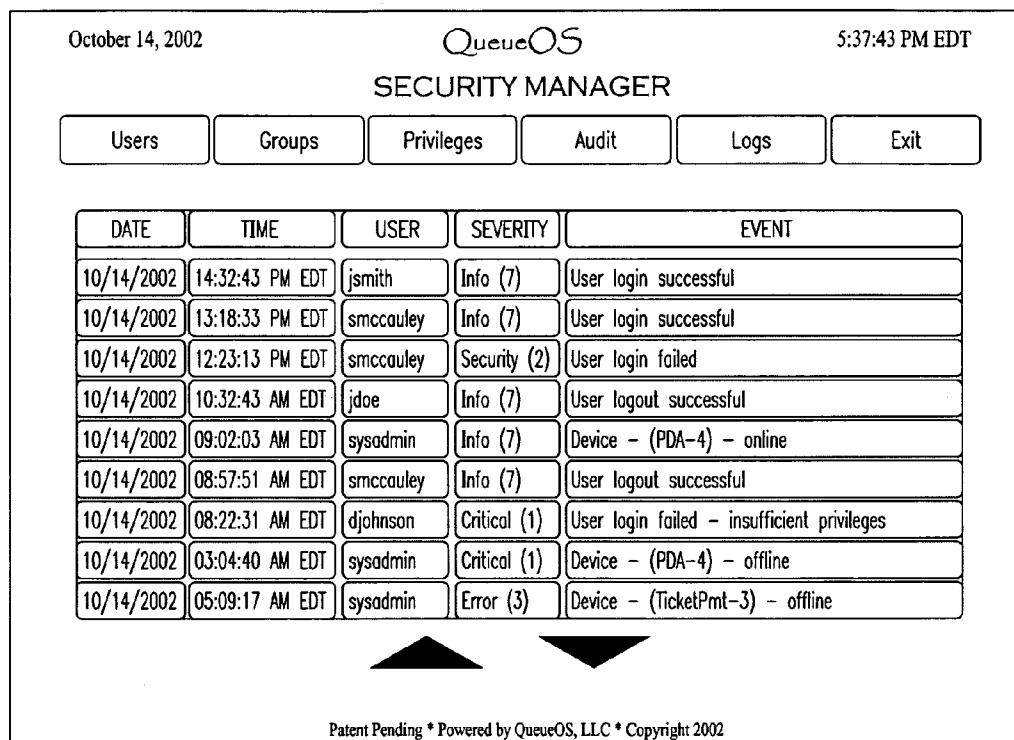 October 14, 2002 QueueOS 5:37:43 PM EDT
SECURITY MANAGER
Users Groups Privileges Audit Logs Exit
DATE TIME USER SEVERITY EVENT
10/14/2002 14:32:43 PM EDT jsmith Info (7) User login successful
10/14/2002 13:18:33 PM EDT smccauley Info (7) User login successful
10/14/2002 12:23:13 PM EDT smccauley Security (2) User login failed
10/14/2002 10:32:43 AM EDT jdoe Info (7) User logout successful
10/14/2002 09:02:03 AM EDT sysadmin Info (7) Device – (PDA–4) – online
10/14/2002 08:57:51 AM EDT smccauley Info (7) User logout successful
10/14/2002 08:22:31 AM EDT djohnson Critical (1) User login failed – insufficient privileges
10/14/2002 03:04:40 AM EDT sysadmin Critical (1) Device – (PDA–4) – offline
10/14/2002 05:09:17 AM EDT sysadmin Error (3) Device – (TicketPmt–3) – offline
Patent Pending * Powered by QueueOS, LLC * Copyright 2002